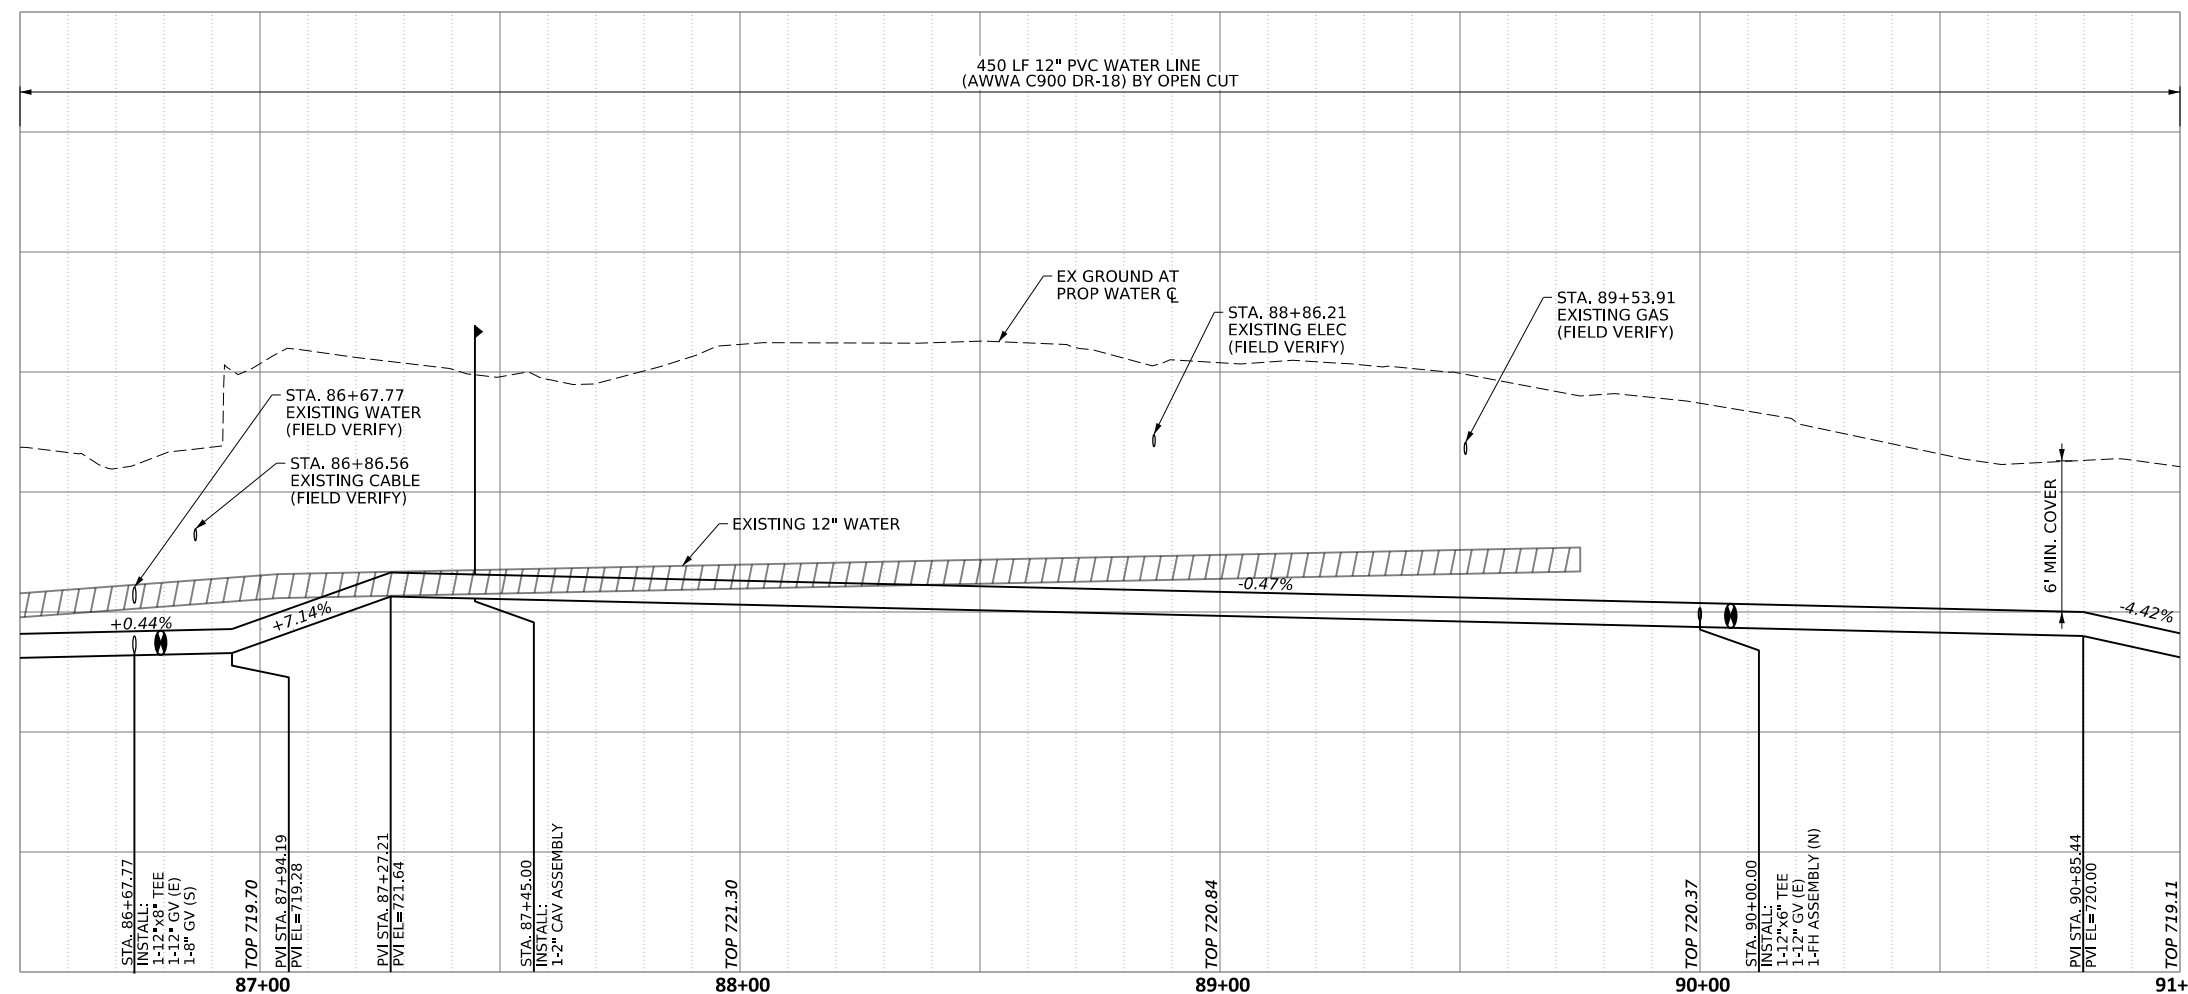 450 LF 12" PVC WATER LINE
(AWWA C900 DR-18) BY OPEN CUT
EX GROUND AT
PROP WATER ℄
STA. 88+86.21
EXISTING ELEC
(FIELD VERIFY)
STA. 89+53.91
EXISTING GAS
(FIELD VERIFY)
STA. 86+67.77
EXISTING WATER
(FIELD VERIFY)
STA. 86+86.56
EXISTING CABLE
(FIELD VERIFY)
EXISTING 12" WATER
6' MIN. COVER
+0.44%
+7.14%
-0.47%
-4.42%
STA. 86+67.77
INSTALL:
1-12"x8" TEE
1-12" GV (E)
1-8" GV (S)
TOP 719.70
PVI STA. 87+94.19
PVI EL=719.28
PVI STA. 87+27.21
PVI EL=721.64
STA. 87+45.00
INSTALL:
1-2" CAV ASSEMBLY
TOP 721.30
TOP 720.84
TOP 720.37
STA. 90+00.00
INSTALL:
1-12"x6" TEE
1-12" GV (E)
1-FH ASSEMBLY (N)
PVI STA. 90+85.44
PVI EL=720.00
TOP 719.11
87+00
88+00
89+00
90+00
91+